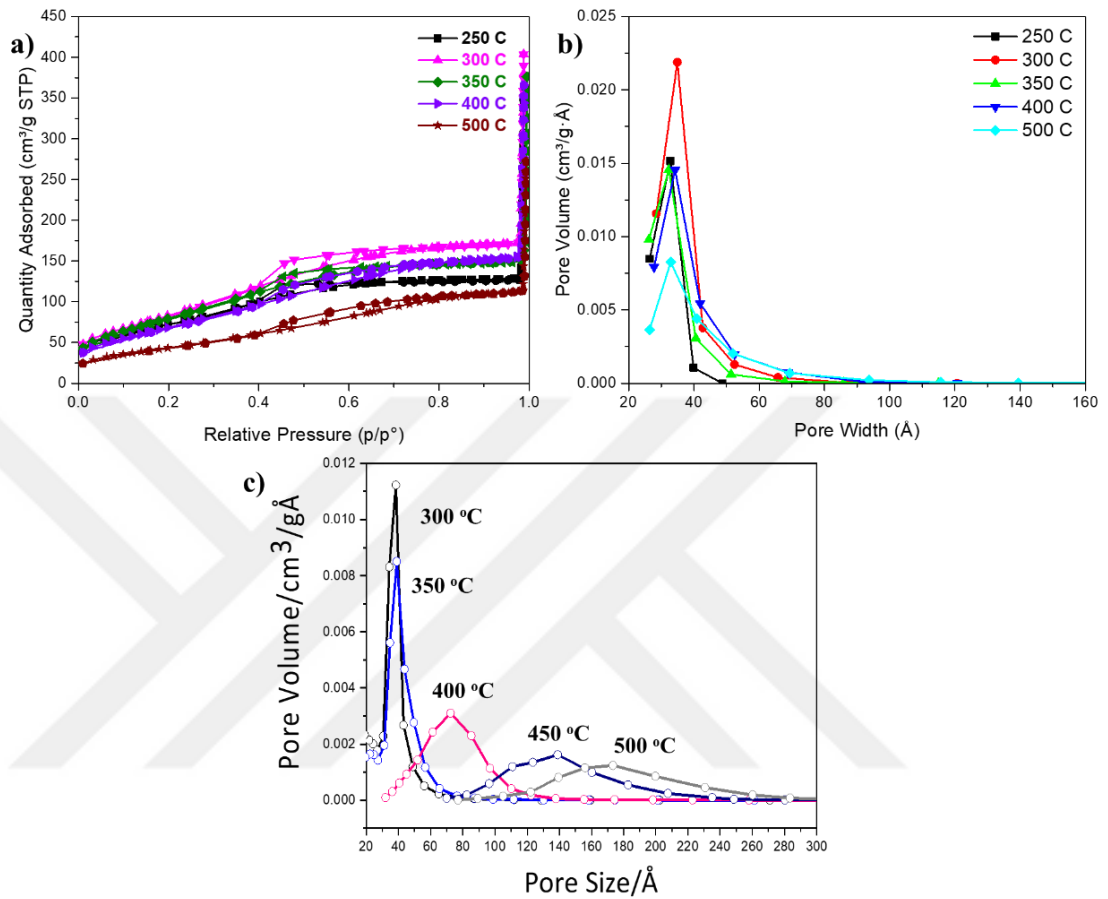 a)
450
400
350
300
250
200
150
100
50
0
0.0
0.2
0.4
0.6
0.8
1.0
Quantity Adsorbed (cm³/g STP)
Relative Pressure (p/p°)
250 C
300 C
350 C
400 C
500 C
b)
0.025
0.020
0.015
0.010
0.005
0.000
20
40
60
80
100
120
140
160
Pore Volume (cm³/g·Å)
Pore Width (Å)
250 C
300 C
350 C
400 C
500 C
c)
0.012
0.010
0.008
0.006
0.004
0.002
0.000
20 40 60 80 100 120 140 160 180 200 220 240 260 280 300
Pore Volume/cm³/gÅ
Pore Size/Å
300 °C
350 °C
400 °C
450 °C
500 °C